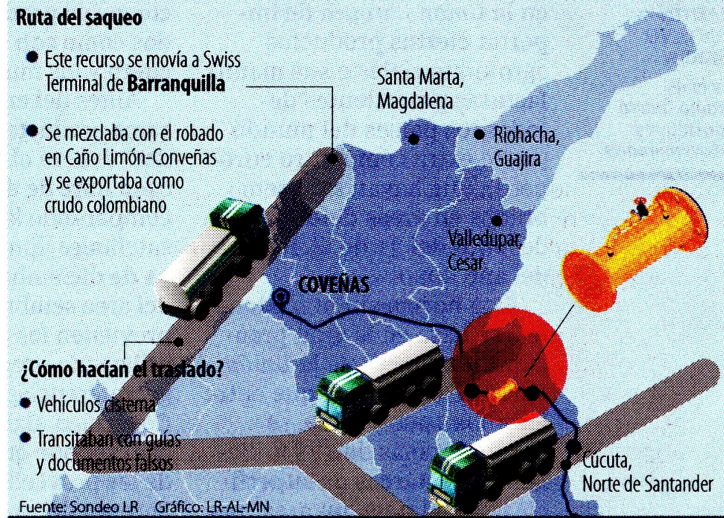 Ruta del saqueo
Este recurso se movía a Swiss
Terminal de Barranquilla
Se mezclaba con el robado
en Caño Limón-Conveñas
y se exportaba como
crudo colombiano
Santa Marta,
Magdalena
Riohacha,
Guajira
Valledupar,
Cesar
COVEÑAS
¿Cómo hacían el traslado?
Vehículos cisterna
Transitaban con guías
y documentos falsos
Cúcuta,
Norte de Santander
Fuente: Sondeo LR Gráfico: LR-AL-MN